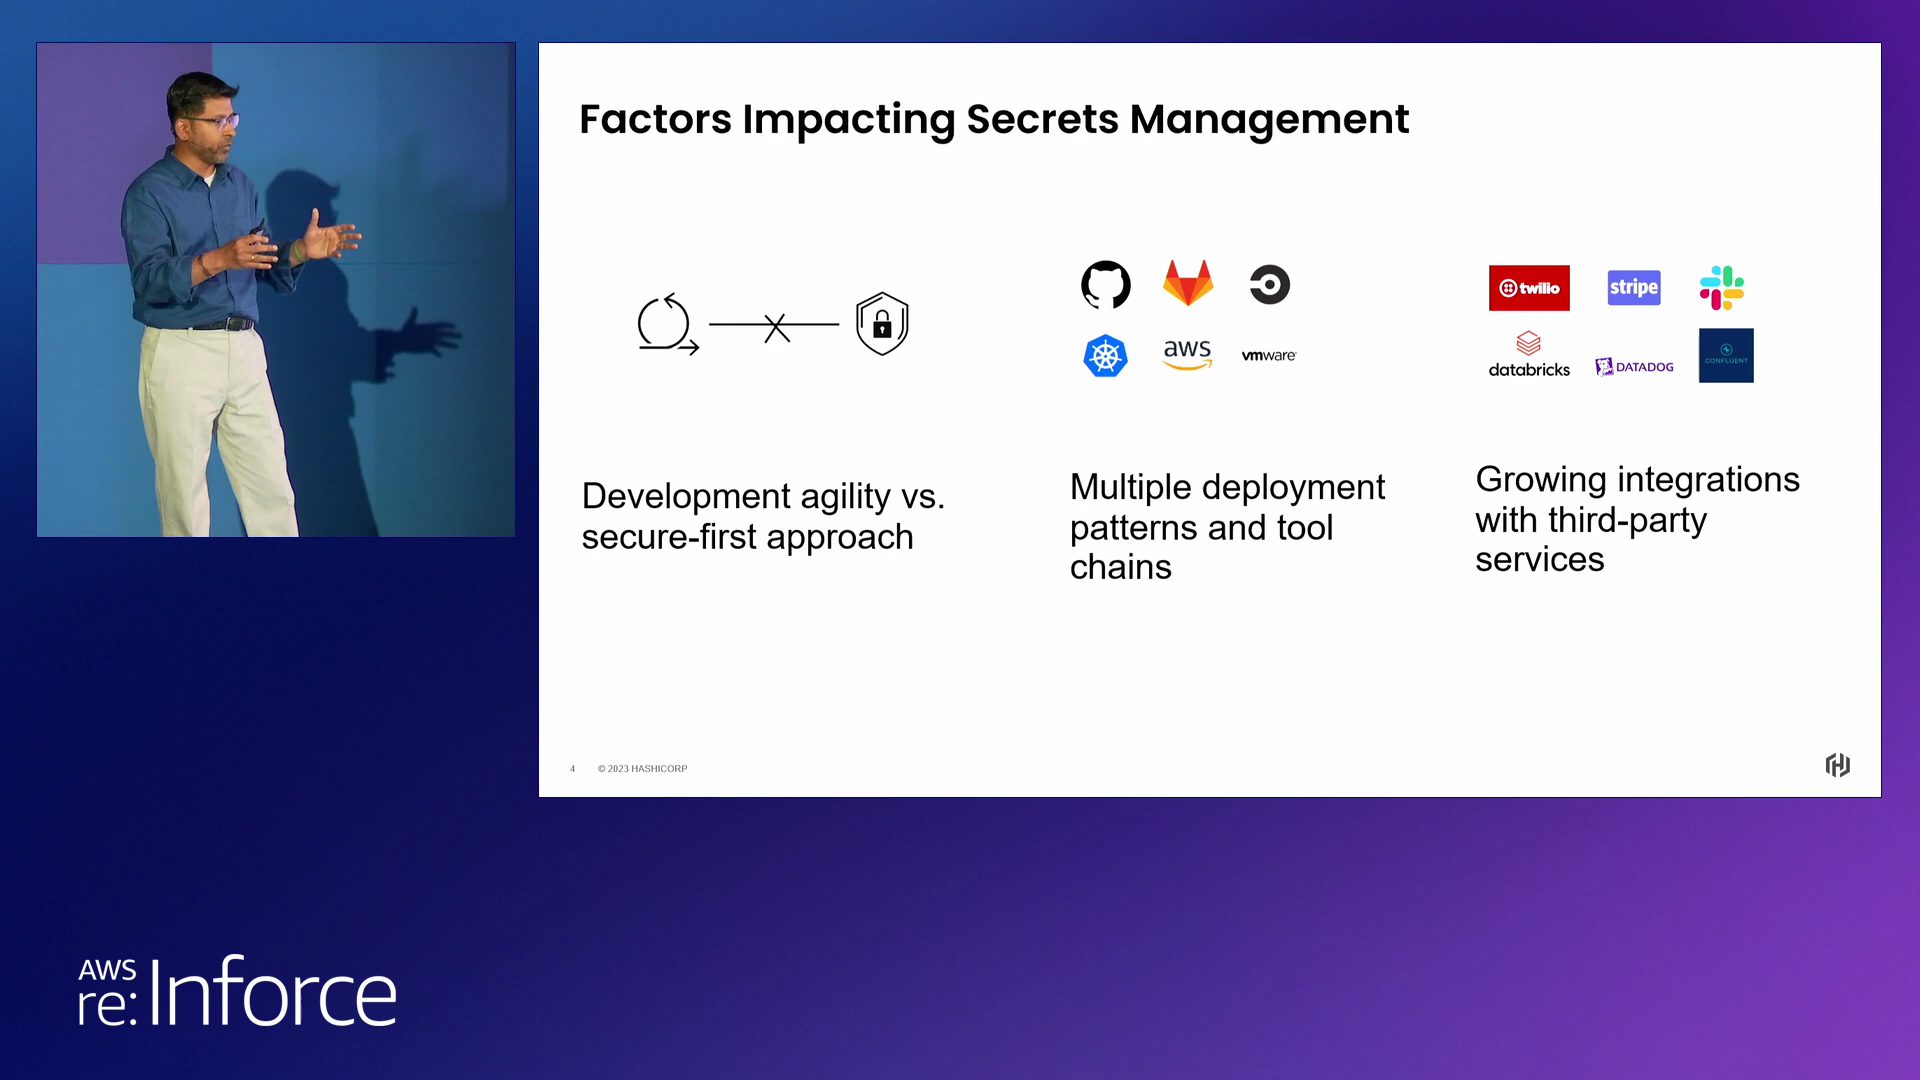 Factors Impacting Secrets Management
Development agility vs.
secure-first approach
aws
vmware
Multiple deployment
patterns and tool
chains
twilio
stripe
databricks
DATADOG
CONFLUENT
Growing integrations
with third-party
services
4 © 2023 HASHICORP
AWS
re:Inforce